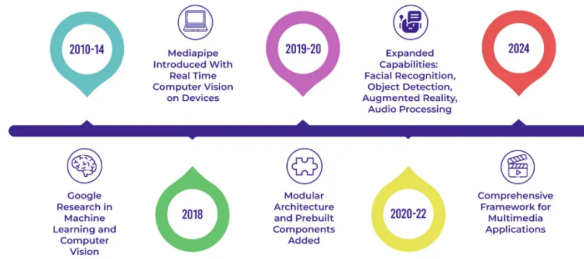 2010-14
Google
Research in
Machine
Learning and
Computer
Vision
Mediapipe
Introduced With
Real Time
Computer Vision
on Devices
2018
2019-20
Modular
Architecture
and Prebuilt
Components
Added
Expanded
Capabilities:
Facial Recognition,
Object Detection,
Augmented Reality,
Audio Processing
2020-22
2024
Comprehensive
Framework for
Multimedia
Applications